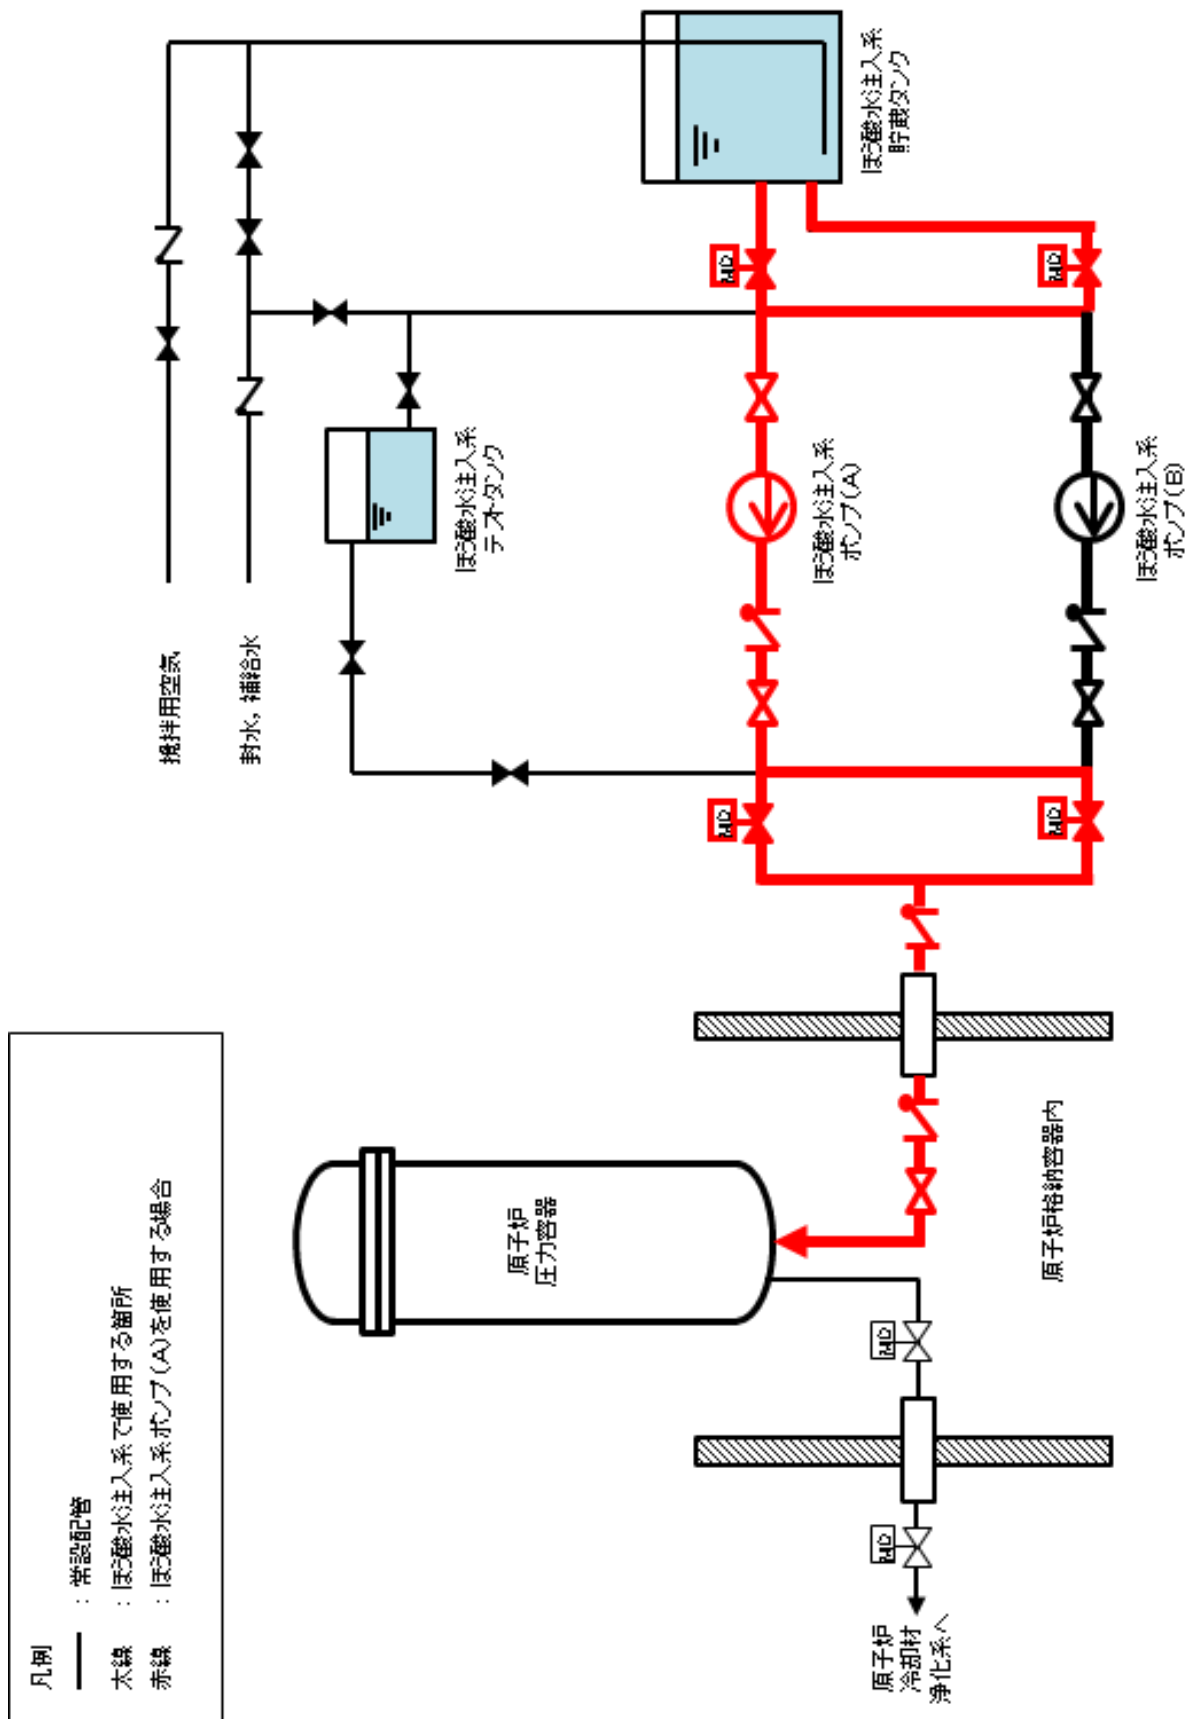 凡例
: 常設配管
太線 : ほう酸水注入系で使用する箇所
赤線 : ほう酸水注入系ポンプ(A)を使用する場合
攪拌用空気
封水，補給水
ほう酸水注入系
テストタンク
ほう酸水注入系
貯蔵タンク
MO
MO
ほう酸水注入系
ポンプ(A)
ほう酸水注入系
ポンプ(B)
MO
MO
原子炉
圧力容器
原子炉格納容器内
MO
MO
原子炉
冷却材
浄化系へ